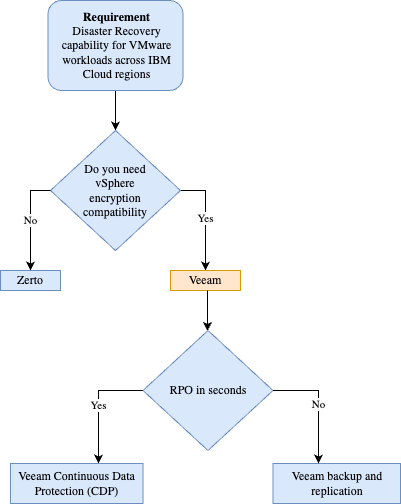 Requirement
Disaster Recovery
capability for VMware
workloads across IBM
Cloud regions
Do you need
vSphere
encryption
compatibility
No
Yes
Zerto
Veeam
RPO in seconds
Yes
No
Veeam Continuous Data
Protection (CDP)
Veeam backup and
replication